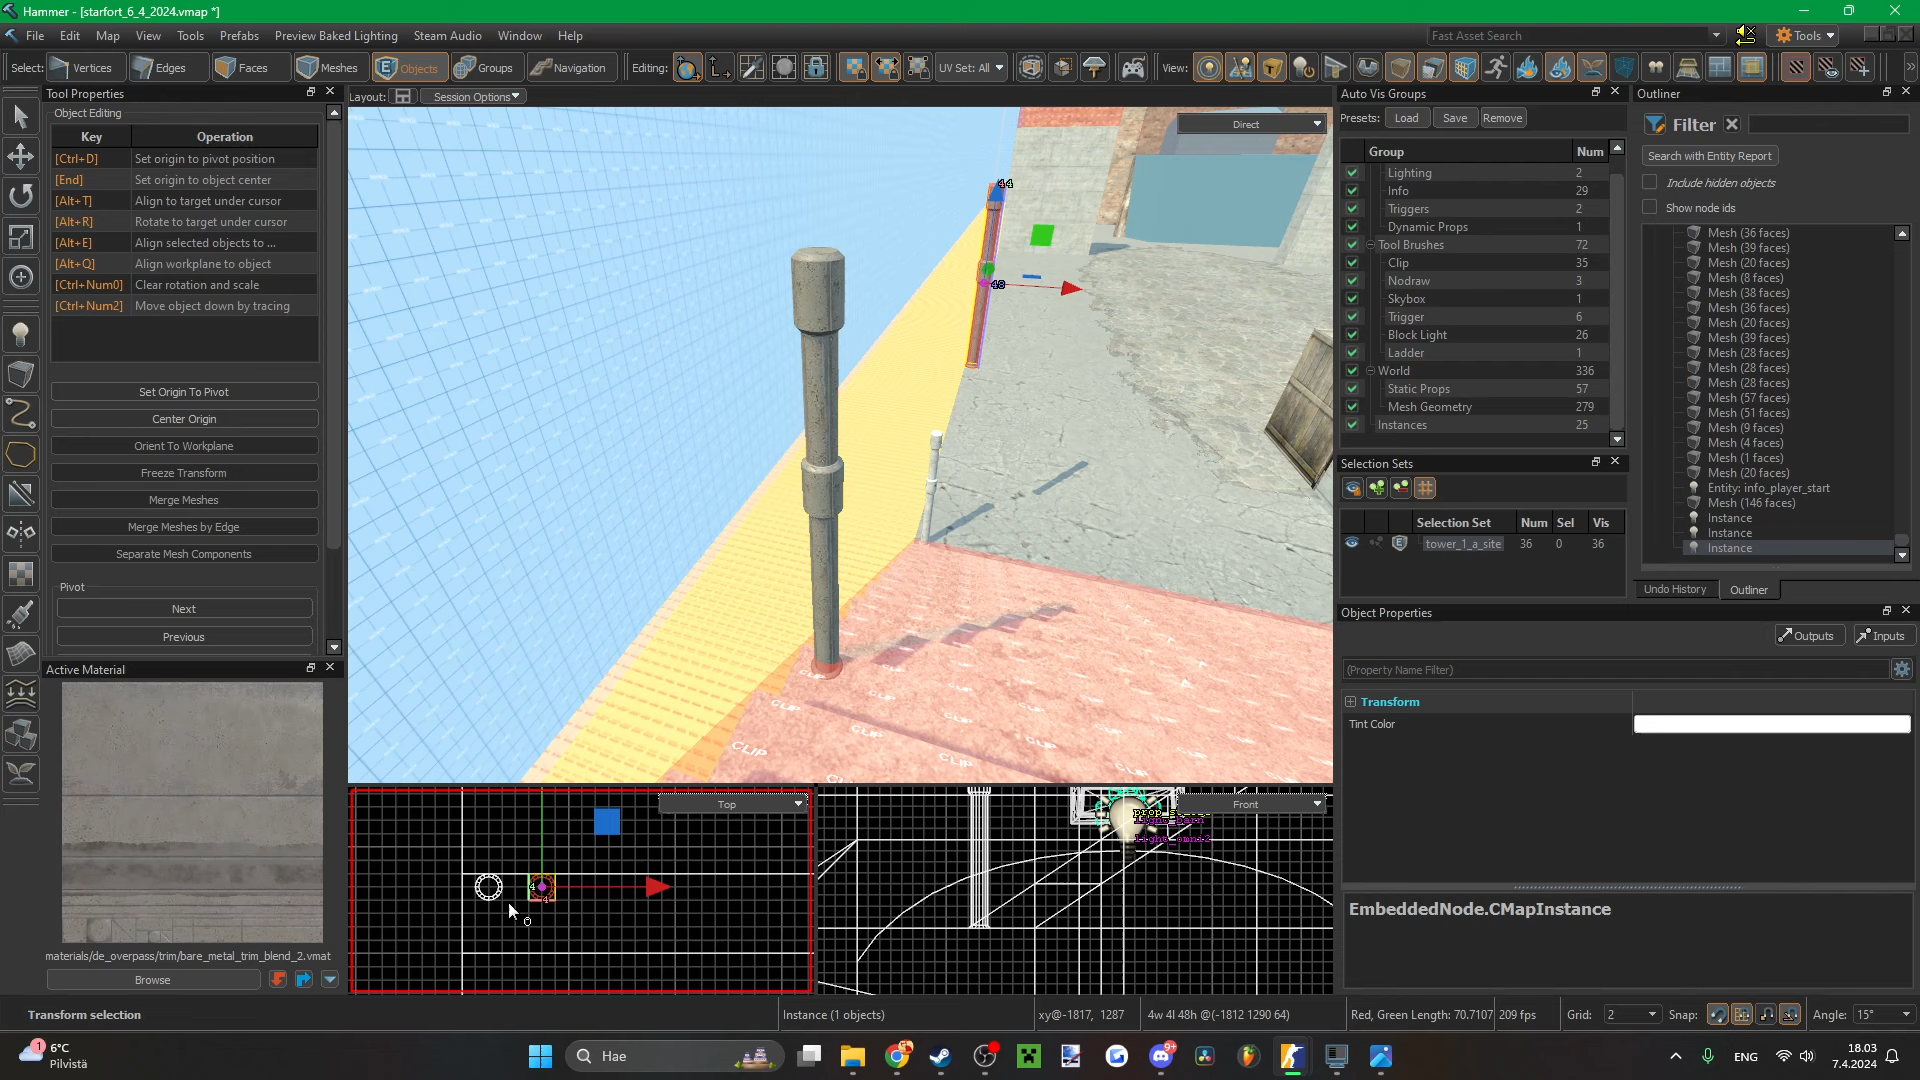 Hammer - [starfort_6_4_2024.vmap *]
File Edit Map View Tools Prefabs Preview Baked Lighting Steam Audio Window Help
Fast Asset Search
Tools
Select: Vertices Edges Faces Meshes Objects Groups Navigation Editing: UV Set: All View:
Tool Properties
Object Editing
Key Operation
[Ctrl+D] Set origin to pivot position
[End] Set origin to object center
[Alt+T] Align to target under cursor
[Alt+R] Rotate to target under cursor
[Alt+E] Align selected objects to ...
[Alt+Q] Align workplane to object
[Ctrl+Num0] Clear rotation and scale
[Ctrl+Num2] Move object down by tracing
Set Origin To Pivot
Center Origin
Orient To Workplane
Freeze Transform
Merge Meshes
Merge Meshes by Edge
Separate Mesh Components
Pivot
Next
Previous
Active Material
materials/de_overpass/trim/bare_metal_trim_blend_2.vmat
Browse
Layout: Session Options
Direct
44
48
CLIP
CLIP
CLIP
CLIP
CLIP
CLIP
Top
4
4
0
Front
light_omni2
Auto Vis Groups
Presets: Load Save Remove
Group Num
Lighting 2
Info 29
Triggers 2
Dynamic Props 1
Tool Brushes 72
Clip 35
Nodraw 3
Skybox 1
Trigger 6
Block Light 26
Ladder 1
World 336
Static Props 57
Mesh Geometry 279
Instances 25
Selection Sets
Selection Set Num Sel Vis
tower_1_a_site 36 0 36
Outliner
Filter
Search with Entity Report
Include hidden objects
Show node ids
Mesh (36 faces)
Mesh (39 faces)
Mesh (20 faces)
Mesh (8 faces)
Mesh (38 faces)
Mesh (36 faces)
Mesh (20 faces)
Mesh (39 faces)
Mesh (28 faces)
Mesh (28 faces)
Mesh (28 faces)
Mesh (57 faces)
Mesh (51 faces)
Mesh (9 faces)
Mesh (4 faces)
Mesh (1 faces)
Mesh (20 faces)
Entity: info_player_start
Mesh (146 faces)
Instance
Instance
Instance
Undo History Outliner
Object Properties
Outputs Inputs
(Property Name Filter)
Transform
Tint Color
EmbeddedNode.CMapInstance
Transform selection Instance (1 objects) xy@-1817, 1287 4w 4l 48h @(-1812 1290 64) Red, Green Length: 70.7107 209 fps Grid: 2 Snap: Angle: 15°
1
6°C
Pilvistä
Hae
9+
ENG
18.03
7.4.2024